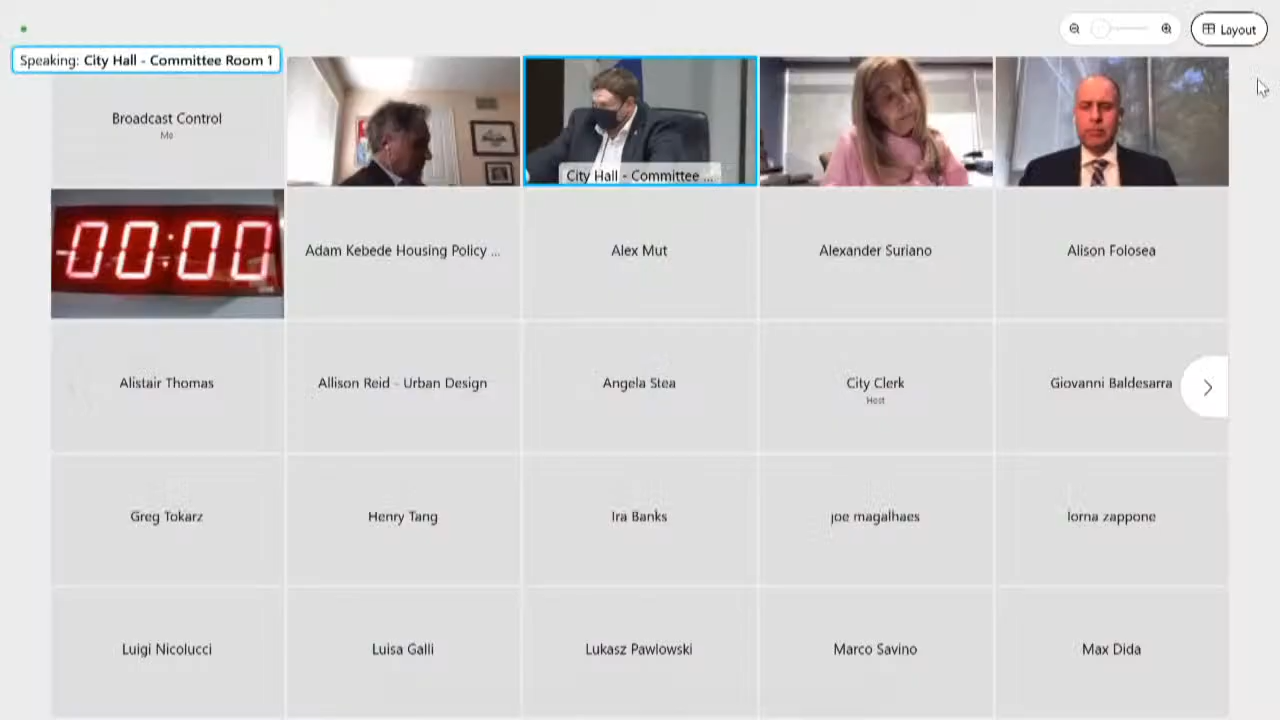 Layout
Speaking: City Hall - Committee Room 1
Broadcast Control
Me
City Hall - Committee ...
-00:00
Adam Kebede Housing Policy ...
Alex Mut
Alexander Suriano
Alison Folosea
Alistair Thomas
Allison Reid - Urban Design
Angela Stea
City Clerk
Host
Giovanni Baldesarra
Greg Tokarz
Henry Tang
Ira Banks
joe magalhaes
lorna zappone
Luigi Nicolucci
Luisa Galli
Lukasz Pawlowski
Marco Savino
Max Dida